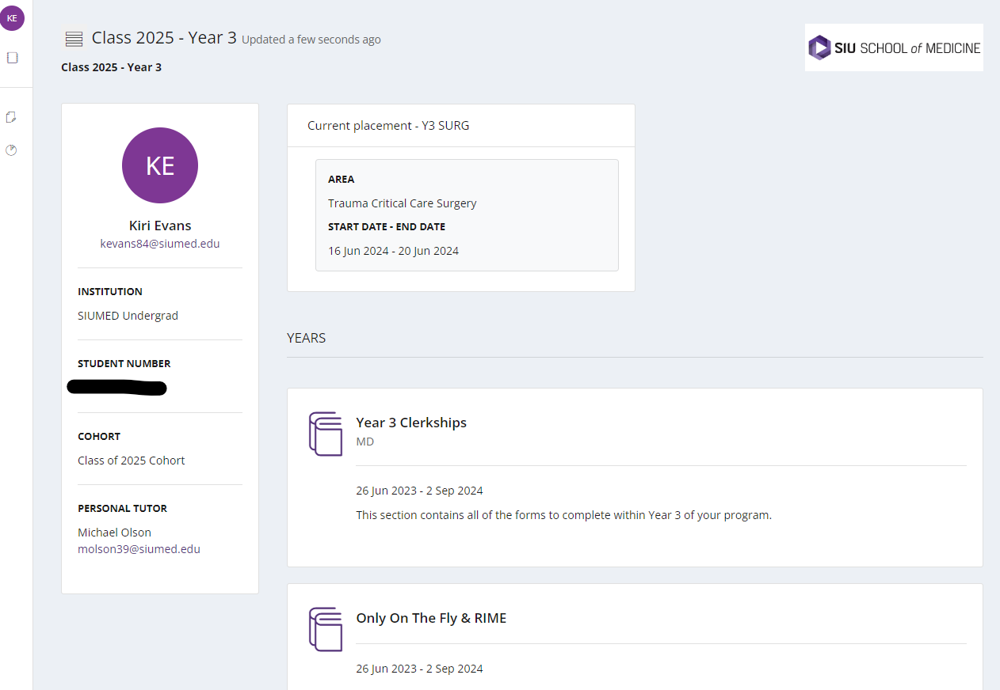 KE
Class 2025 - Year 3 Updated a few seconds ago
Class 2025 - Year 3
SIU SCHOOL of MEDICINE
KE
Kiri Evans
kevans84@siumed.edu
INSTITUTION
SIUMED Undergrad
STUDENT NUMBER
COHORT
Class of 2025 Cohort
PERSONAL TUTOR
Michael Olson
molson39@siumed.edu
Current placement - Y3 SURG
AREA
Trauma Critical Care Surgery
START DATE - END DATE
16 Jun 2024 - 20 Jun 2024
YEARS
Year 3 Clerkships
MD
26 Jun 2023 - 2 Sep 2024
This section contains all of the forms to complete within Year 3 of your program.
Only On The Fly & RIME
26 Jun 2023 - 2 Sep 2024